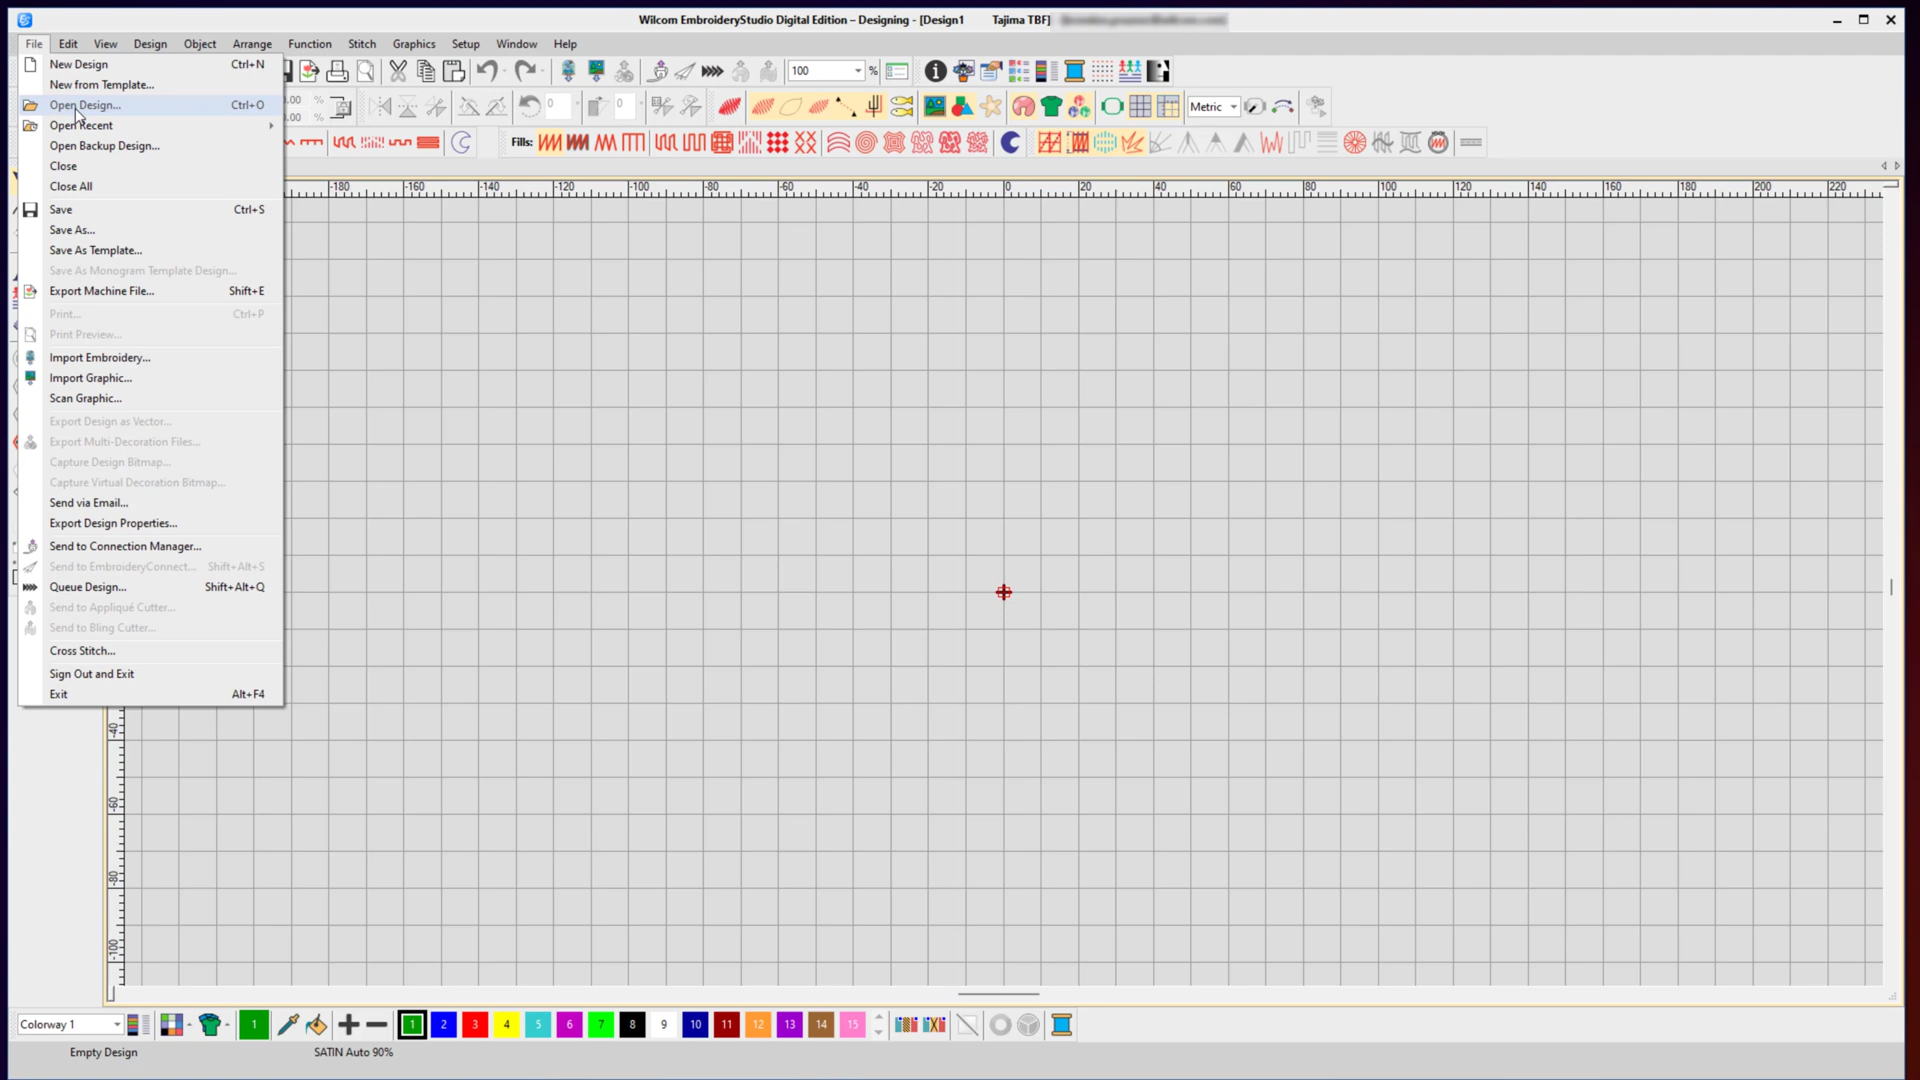 Wilcom EmbroideryStudio Digital Edition – Designing - [Design1 Tajima TBF]
File Edit View Design Object Arrange Function Stitch Graphics Setup Window Help
New Design Ctrl+N
100 %
New from Template...
Open Design... Ctrl+O
0 0 Metric
Open Recent
Open Backup Design...
Fills:
Close
Close All
-180 -160 -140 -120 -100 -80 -60 -40 -20 0 20 40 60 80 100 120 140 160 180 200 220
Save Ctrl+S
Save As...
Save As Template...
Save As Monogram Template Design...
Export Machine File... Shift+E
Print... Ctrl+P
Print Preview...
Import Embroidery...
Import Graphic...
Scan Graphic...
Export Design as Vector...
Export Multi-Decoration Files...
Capture Design Bitmap...
Capture Virtual Decoration Bitmap...
Send via Email...
Export Design Properties...
Send to Connection Manager...
Send to EmbroideryConnect... Shift+Alt+S
Queue Design... Shift+Alt+Q
Send to Appliqué Cutter...
Send to Bling Cutter...
Cross Stitch...
Sign Out and Exit
Exit Alt+F4
-40
-60
-80
-100
Colorway 1 1 1 2 3 4 5 6 7 8 9 10 11 12 13 14 15
Empty Design SATIN Auto 90%